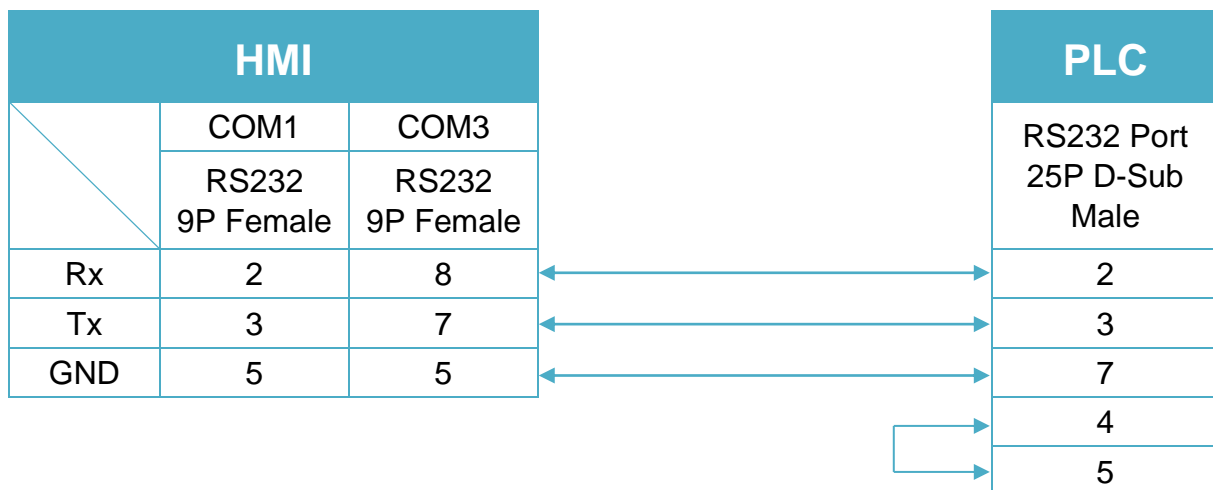 HMI PLC
COM1 COM3
RS232 Port
25P D-Sub
Male
RS232 RS232
9P Female 9P Female
Rx 2 8 2
Tx 3 7 3
GND 5 5 7
4
5